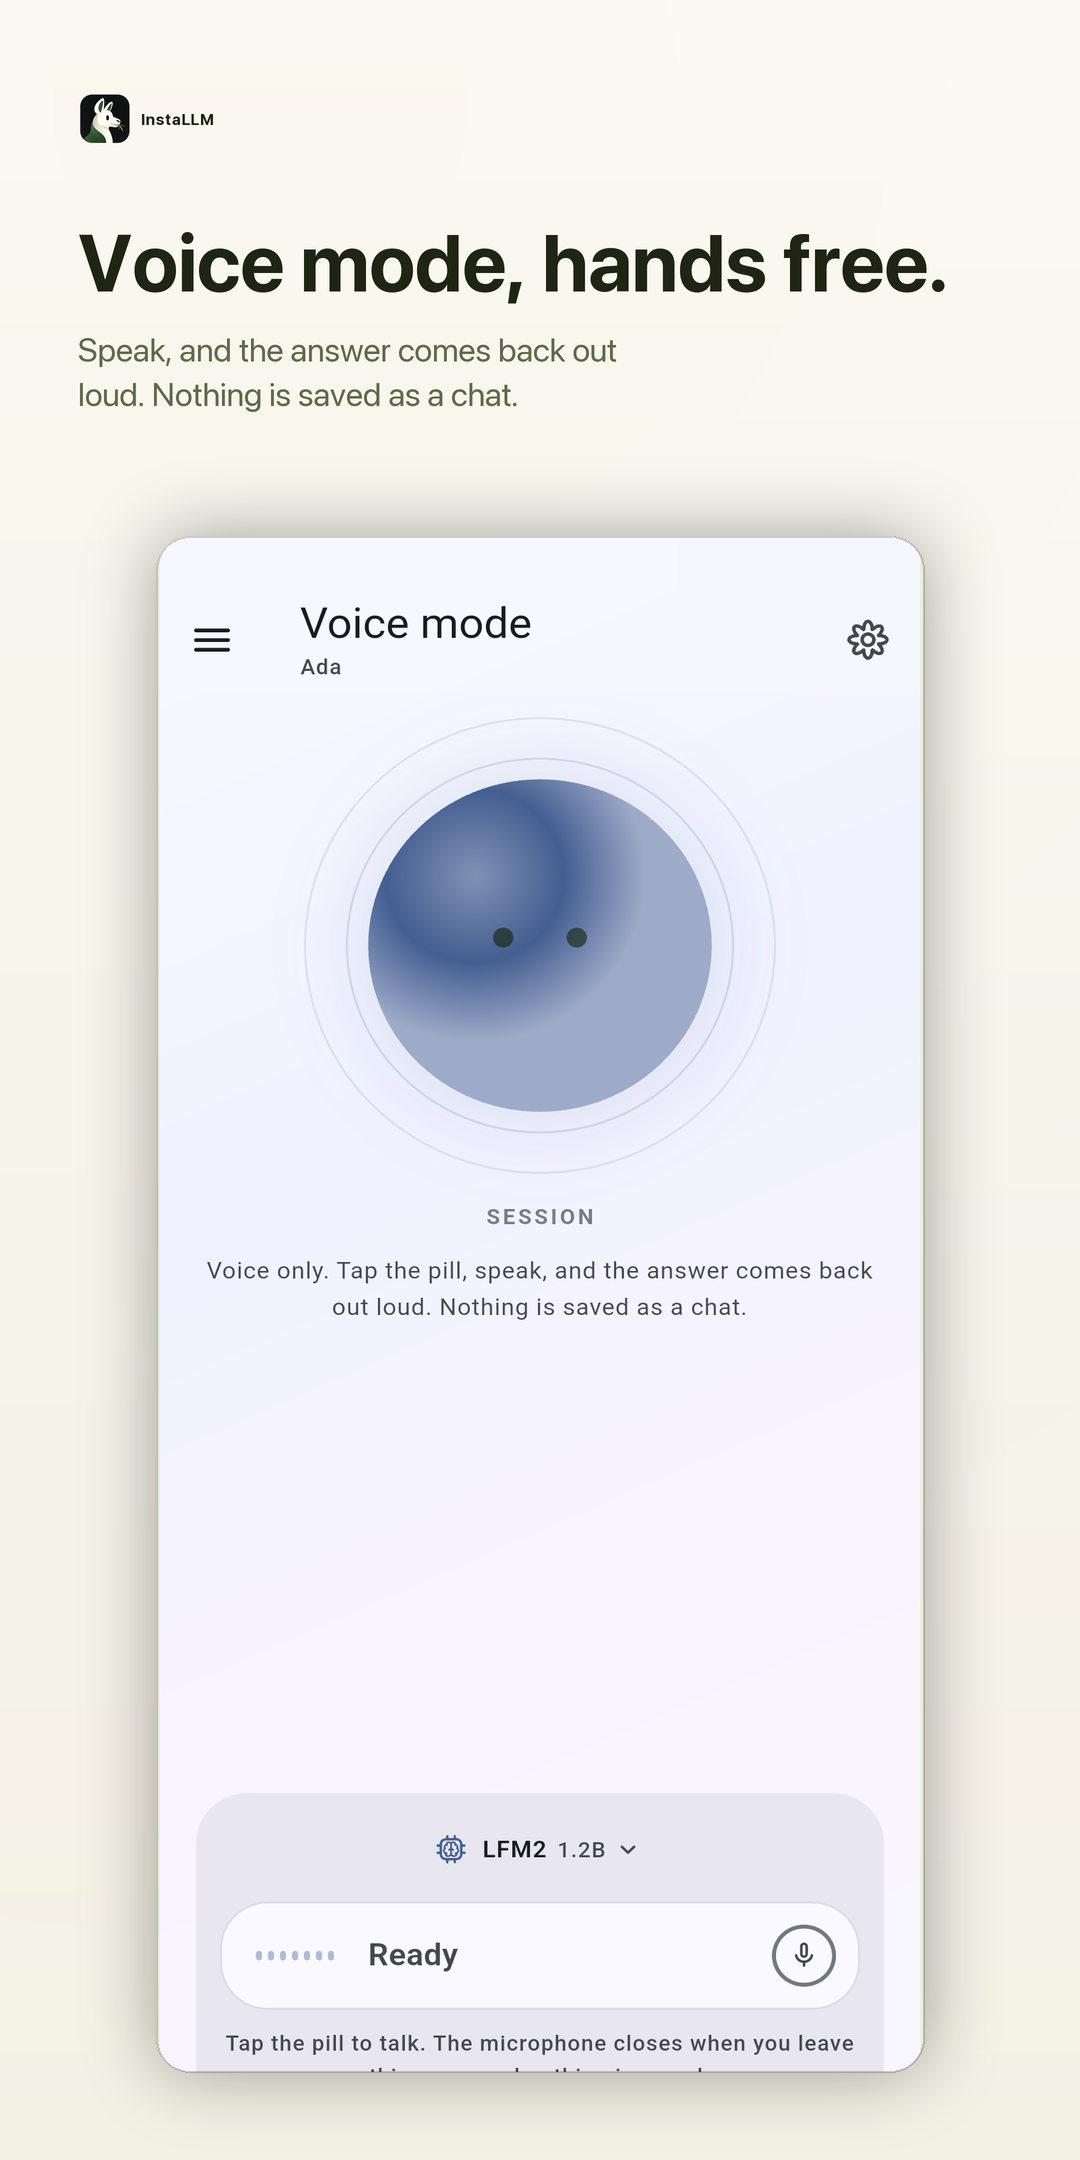 InstaLLM
Voice mode, hands free.
Speak, and the answer comes back out
loud. Nothing is saved as a chat.
Voice mode
Ada
SESSION
Voice only. Tap the pill, speak, and the answer comes back
out loud. Nothing is saved as a chat.
LFM2 1.2B
Ready
Tap the pill to talk. The microphone closes when you leave